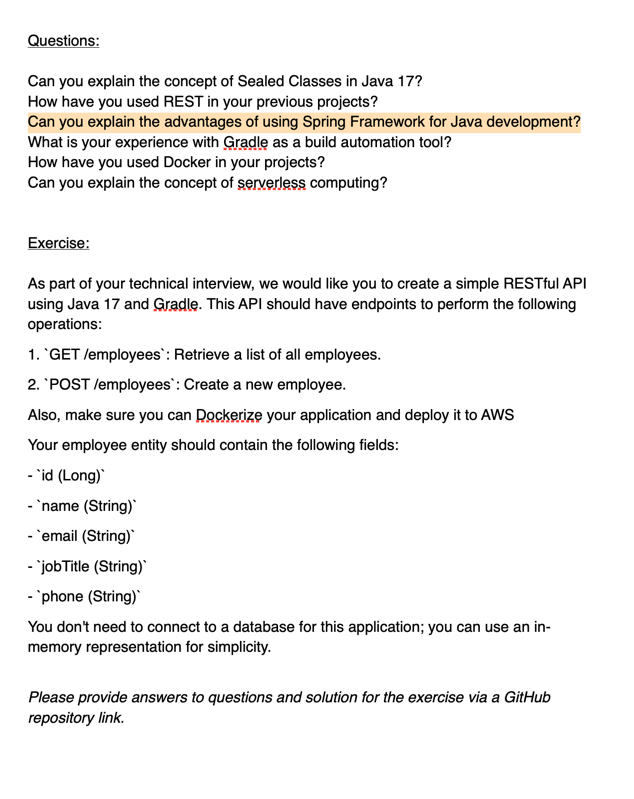 Questions:
Can you explain the concept of Sealed Classes in Java 17?
How have you used REST in your previous projects?
Can you explain the advantages of using Spring Framework for Java development?
What is your experience with Gradle as a build automation tool?
How have you used Docker in your projects?
Can you explain the concept of serverless computing?
Exercise:
As part of your technical interview, we would like you to create a simple RESTful API
using Java 17 and Gradle. This API should have endpoints to perform the following
operations:
1. `GET /employees`: Retrieve a list of all employees.
2. `POST /employees`: Create a new employee.
Also, make sure you can Dockerize your application and deploy it to AWS
Your employee entity should contain the following fields:
- `id (Long)`
- `name (String)`
- `email (String)`
- `jobTitle (String)`
- `phone (String)`
You don't need to connect to a database for this application; you can use an in-
memory representation for simplicity.
Please provide answers to questions and solution for the exercise via a GitHub
repository link.